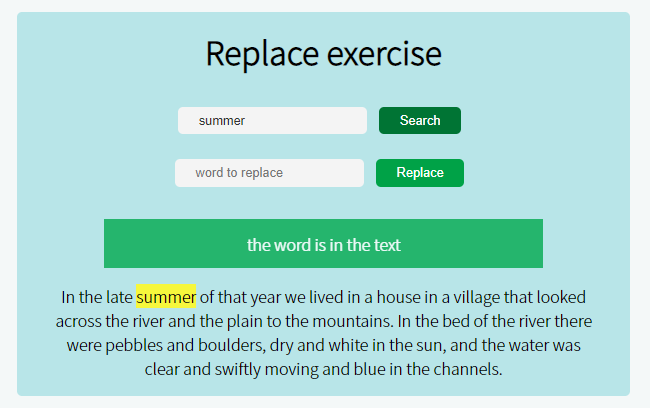 Replace exercise
summer Search
word to replace Replace
the word is in the text
In the late summer of that year we lived in a house in a village that looked
across the river and the plain to the mountains. In the bed of the river there
were pebbles and boulders, dry and white in the sun, and the water was
clear and swiftly moving and blue in the channels.